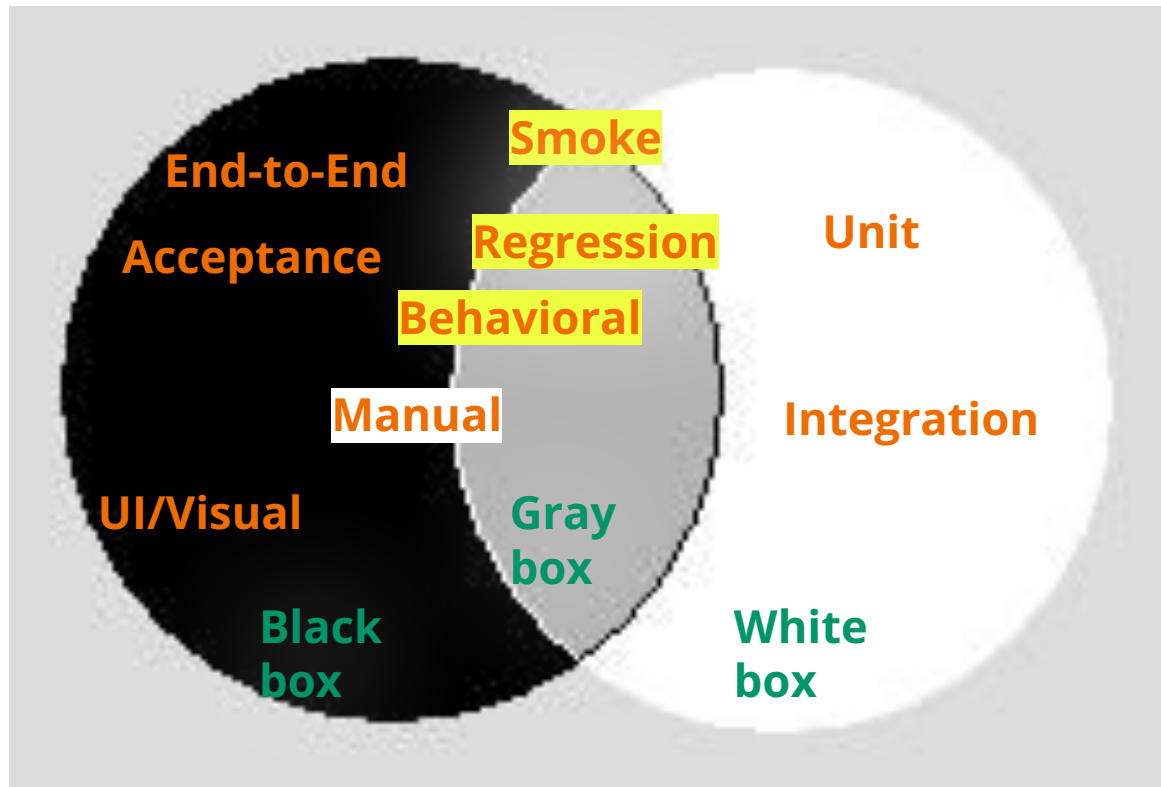 Smoke
End-to-End
Regression
Unit
Acceptance
Behavioral
Manual
Integration
UI/Visual
Gray
box
Black
box
White
box